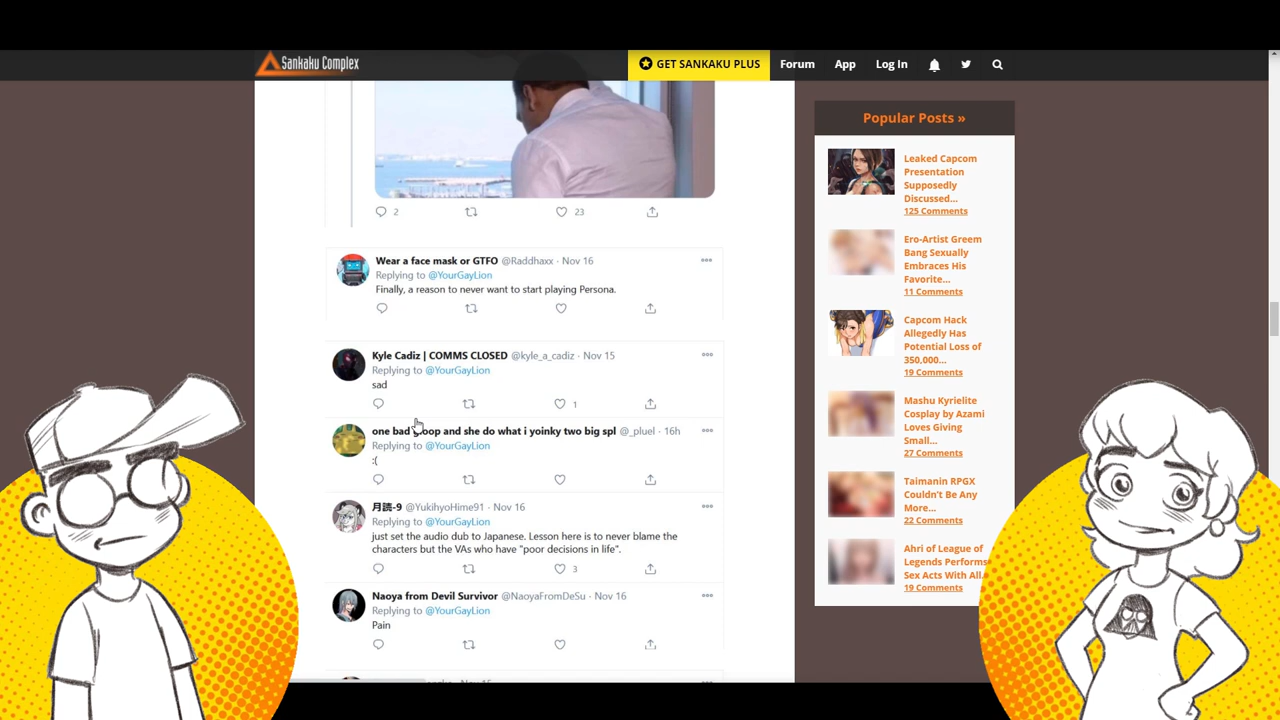 Sankaku Complex
GET SANKAKU PLUS
Forum
App
Log In
2
23
Wear a face mask or GTFO @Raddhaxx · Nov 16
Replying to @YourGayLion
Finally, a reason to never want to start playing Persona.
Kyle Cadiz | COMMS CLOSED @kyle_a_cadiz · Nov 15
Replying to @YourGayLion
sad
1
one bad gloop and she do what i yoinky two big spl @_pluel · 16h
Replying to @YourGayLion
:(
月読-9 @YukihyoHime91 · Nov 16
Replying to @YourGayLion
just set the audio dub to Japanese. Lesson here is to never blame the
characters but the VAs who have "poor decisions in life".
3
Naoya from Devil Survivor @NaoyaFromDeSu · Nov 16
Replying to @YourGayLion
Pain
Popular Posts »
Leaked Capcom
Presentation
Supposedly
Discussed...
125 Comments
Ero-Artist Greem
Bang Sexually
Embraces His
Favorite...
11 Comments
Capcom Hack
Allegedly Has
Potential Loss of
350,000...
19 Comments
Mashu Kyrielite
Cosplay by Azami
Loves Giving
Small...
27 Comments
Taimanin RPGX
Couldn't Be Any
More...
22 Comments
Ahri of League of
Legends Performs
Sex Acts With All...
19 Comments